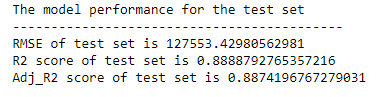 The model performance for the test set
-------------------------------------------
RMSE of test set is 127553.42980562981
R2 score of test set is 0.8888792765357216
Adj_R2 score of test set is 0.8874196767279031